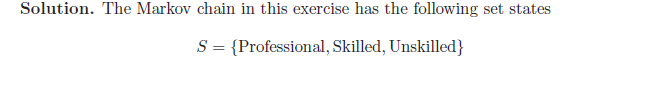 Solution. The Markov chain in this exercise has the following set states
S = {Professional, Skilled, Unskilled}